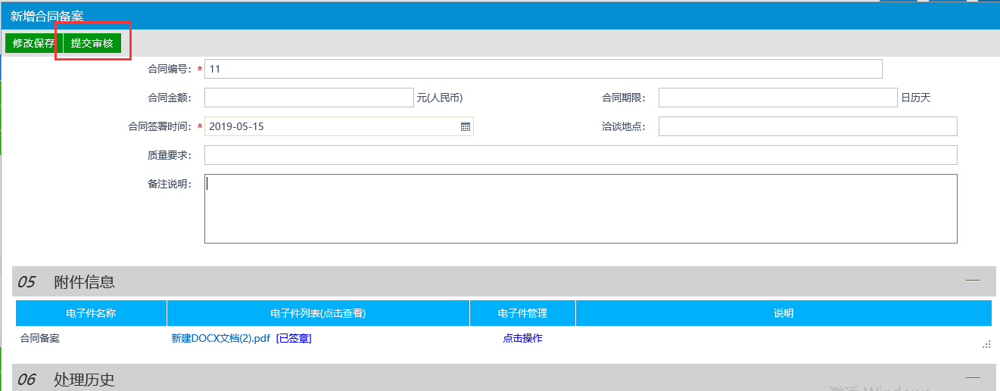 新增合同备案
修改保存 提交审核
合同编号: * 11
合同金额: 元(人民币) 合同期限: 日历天
合同签署时间: * 2019-05-15 洽谈地点:
质量要求:
备注说明:
05 附件信息
电子件名称 电子件列表(点击查看) 电子件管理 说明
合同备案 新建DOCX文档(2).pdf [已签章] 点击操作
06 处理历史
激活 Windows